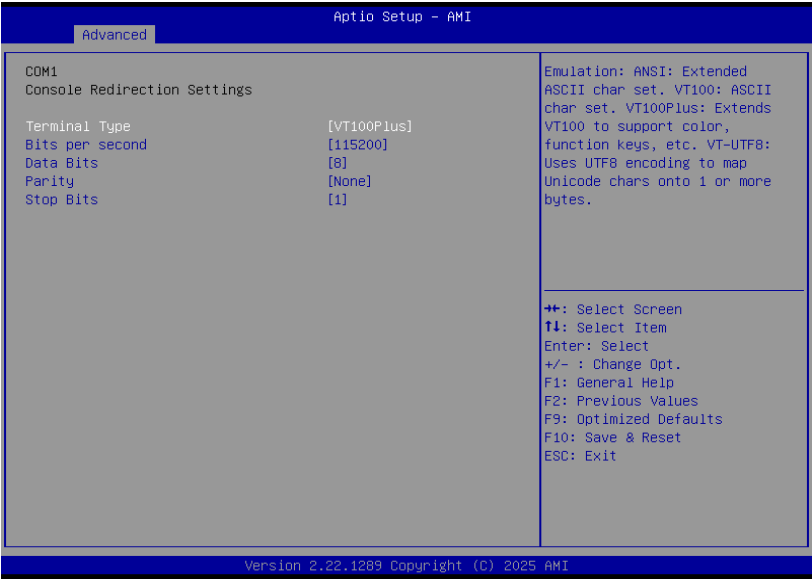 Aptio Setup – AMI
Advanced
COM1
Console Redirection Settings
Terminal Type [VT100Plus]
Bits per second [115200]
Data Bits [8]
Parity [None]
Stop Bits [1]
Emulation: ANSI: Extended
ASCII char set. VT100: ASCII
char set. VT100Plus: Extends
VT100 to support color,
function keys, etc. VT-UTF8:
Uses UTF8 encoding to map
Unicode chars onto 1 or more
bytes.
→←: Select Screen
↑↓: Select Item
Enter: Select
+/- : Change Opt.
F1: General Help
F2: Previous Values
F9: Optimized Defaults
F10: Save & Reset
ESC: Exit
Version 2.22.1289 Copyright (C) 2025 AMI